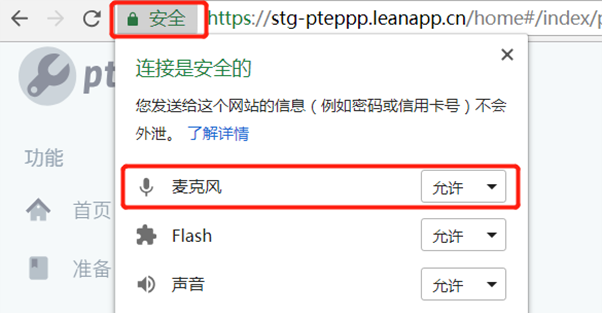 安全 https://stg-pteppp.leanapp.cn/home#/index/p
pt
连接是安全的
您发送给这个网站的信息（例如密码或信用卡号）不会
外泄。 了解详情
功能
麦克风 允许
首页
Flash 允许
准备
声音 允许